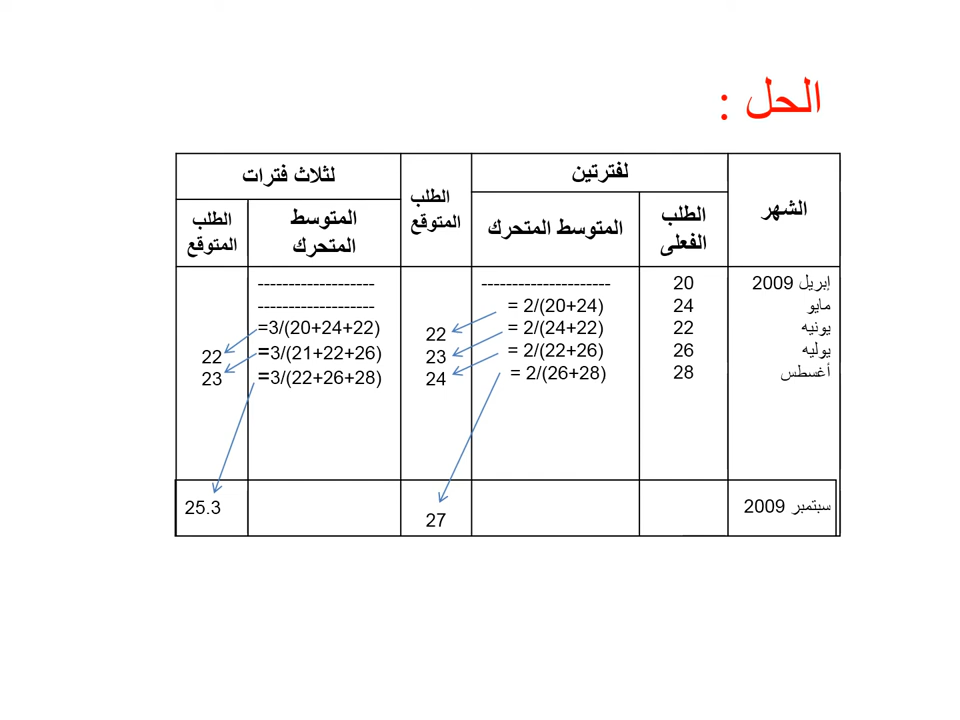 الحل :
الشهر
لفترتين
الطلب المتوقع
لثلاث فترات
الطلب الفعلى
المتوسط المتحرك
المتوسط المتحرك
الطلب المتوقع
إبريل 2009
مايو
يونيه
يوليه
أغسطس
20
24
22
26
28
---------------------
= 2/(20+24)
= 2/(24+22)
= 2/(22+26)
= 2/(26+28)
22
23
24
-------------------
-------------------
=3/(20+24+22)
=3/(21+22+26)
=3/(22+26+28)
22
23
سبتمبر 2009
27
25.3